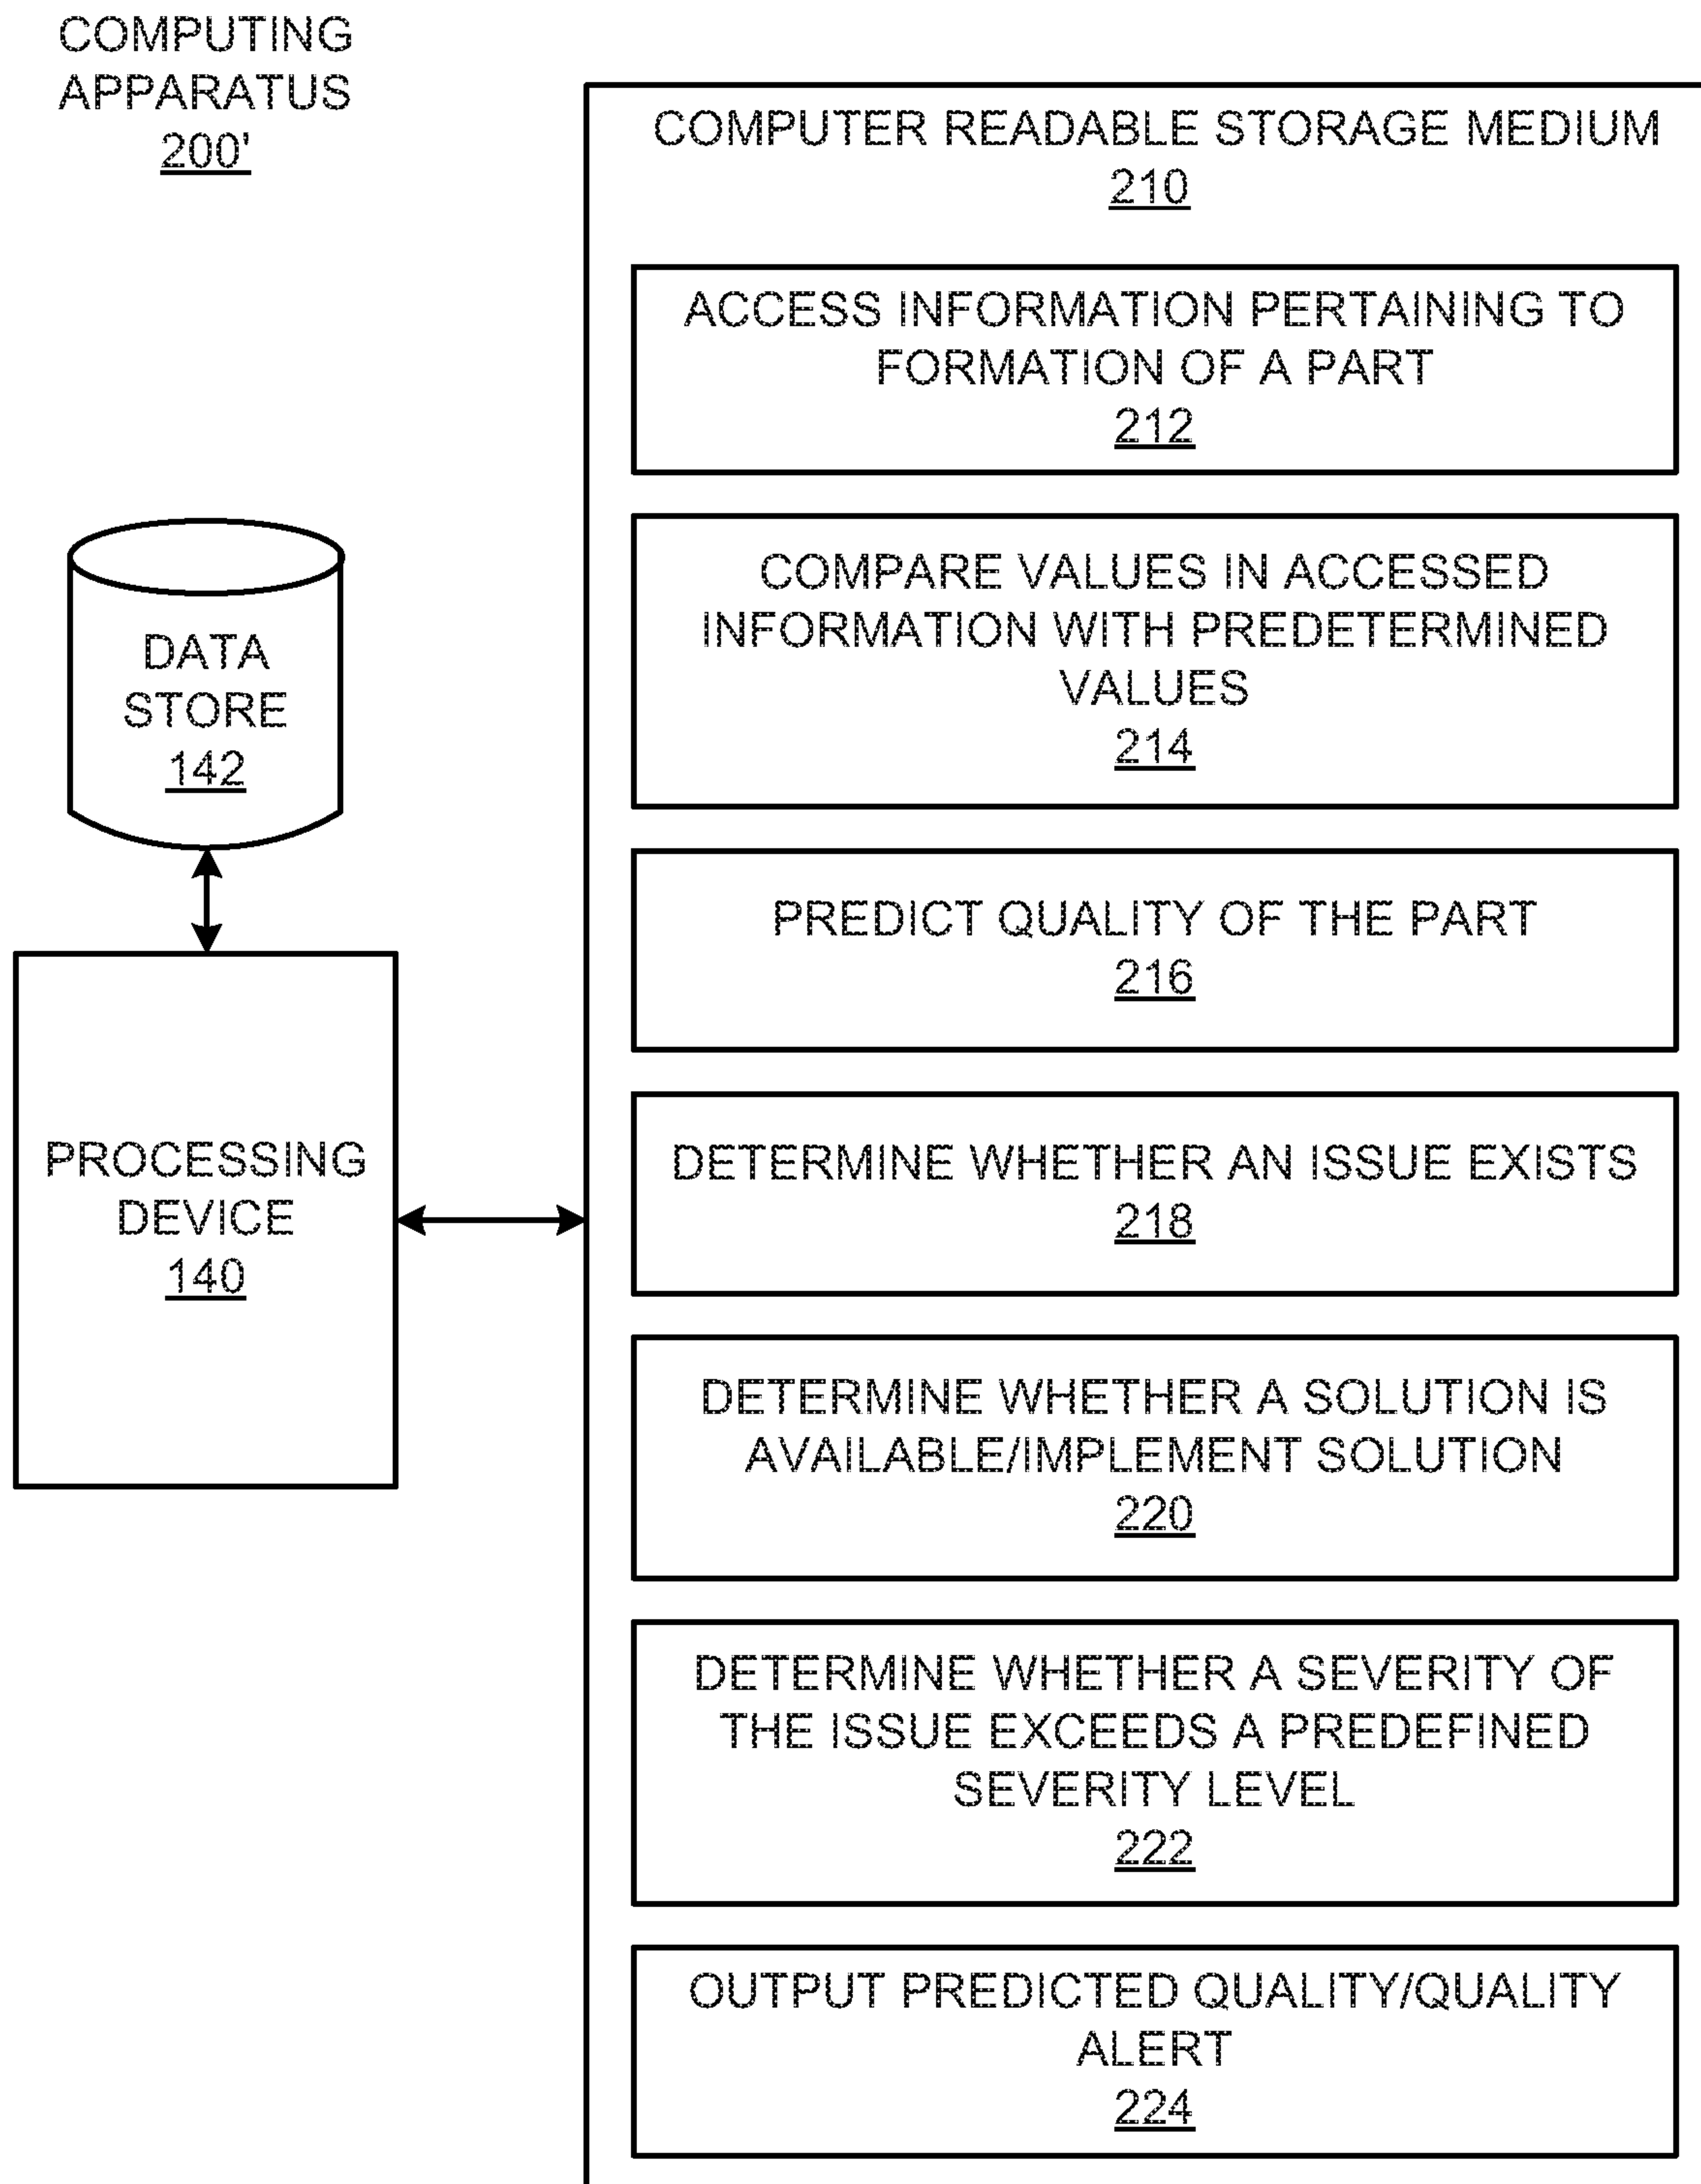 COMPUTING
APPARATUS
200'
COMPUTER READABLE STORAGE MEDIUM
210
ACCESS INFORMATION PERTAINING TO
FORMATION OF A PART
212
COMPARE VALUES IN ACCESSED
INFORMATION WITH PREDETERMINED
VALUES
214
PREDICT QUALITY OF THE PART
216
DETERMINE WHETHER AN ISSUE EXISTS
218
DETERMINE WHETHER A SOLUTION IS
AVAILABLE/IMPLEMENT SOLUTION
220
DETERMINE WHETHER A SEVERITY OF
THE ISSUE EXCEEDS A PREDEFINED
SEVERITY LEVEL
222
OUTPUT PREDICTED QUALITY/QUALITY
ALERT
224
DATA
STORE
142
PROCESSING
DEVICE
140